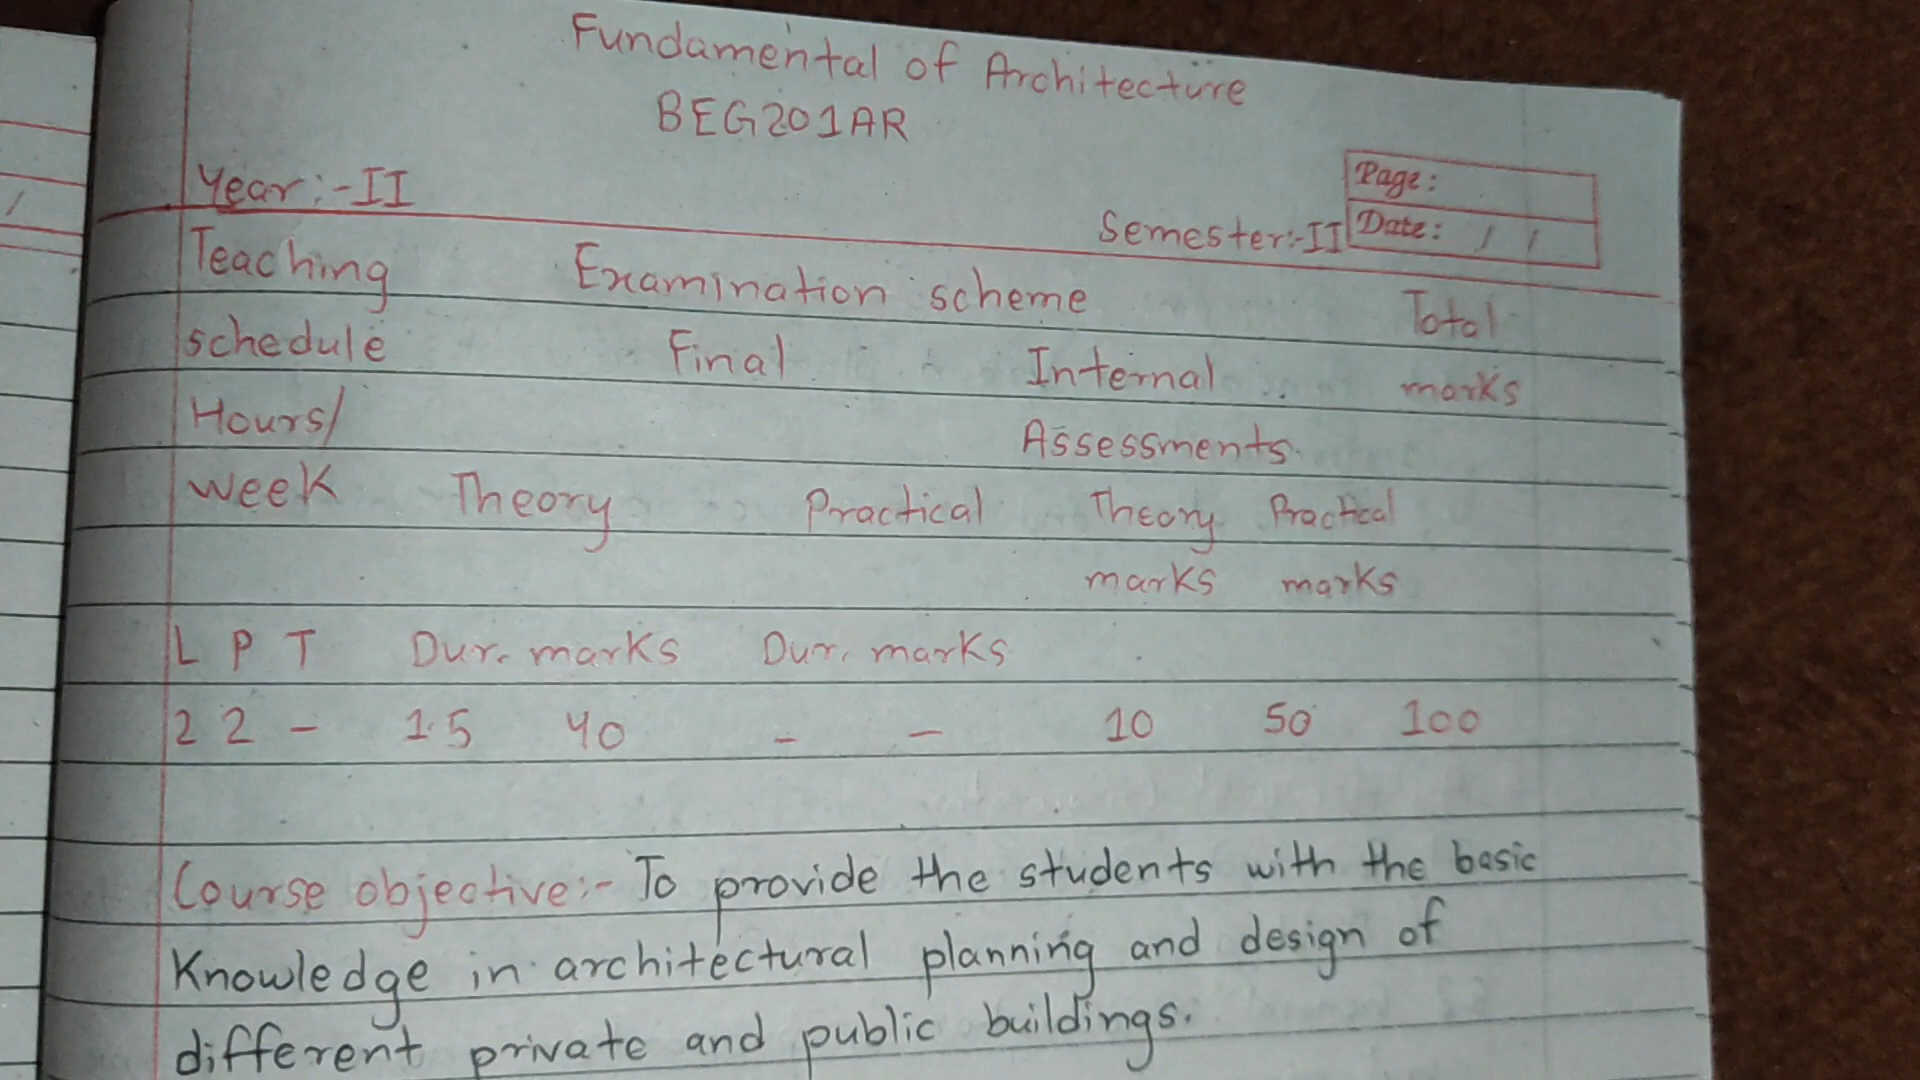 Fundamental of Architecture
BEG201AR
Page:
Year:-II
Semester:-II Date: / /
Teaching Examination scheme Total
schedule Final Internal marks
Hours/ Assessments
week Theory Practical Theory Practical
marks marks
L P T Dur. marks Dur. marks
2 2 - 1.5 40 - - 10 50 100
Course objective:- To provide the students with the basic
Knowledge in architectural planning and design of
different private and public buildings.